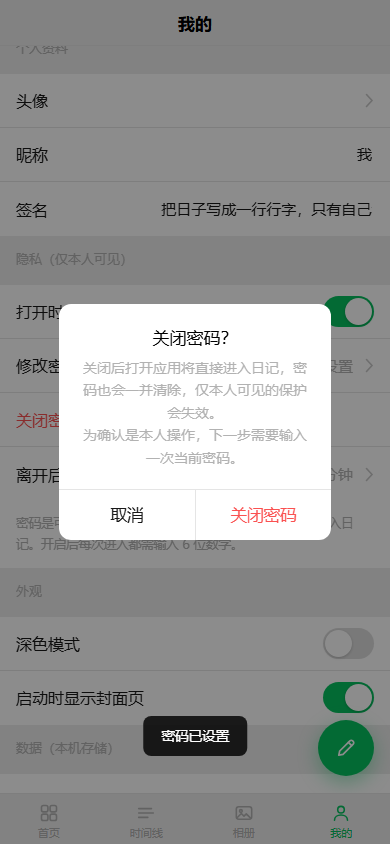 我的
个人资料
头像
昵称
我
签名
把日子写成一行行字，只有自己
隐私（仅本人可见）
打开时
修改密
设置
关闭密
离开后
分钟
关闭密码？
关闭后打开应用将直接进入日记，密
码也会一并清除，仅本人可见的保护
会失效。
为确认是本人操作，下一步需要输入
一次当前密码。
取消
关闭密码
密码是可
入日
记。开启后每次进入都需输入 6 位数字。
外观
深色模式
启动时显示封面页
密码已设置
数据（本机存储）
首页
时间线
相册
我的